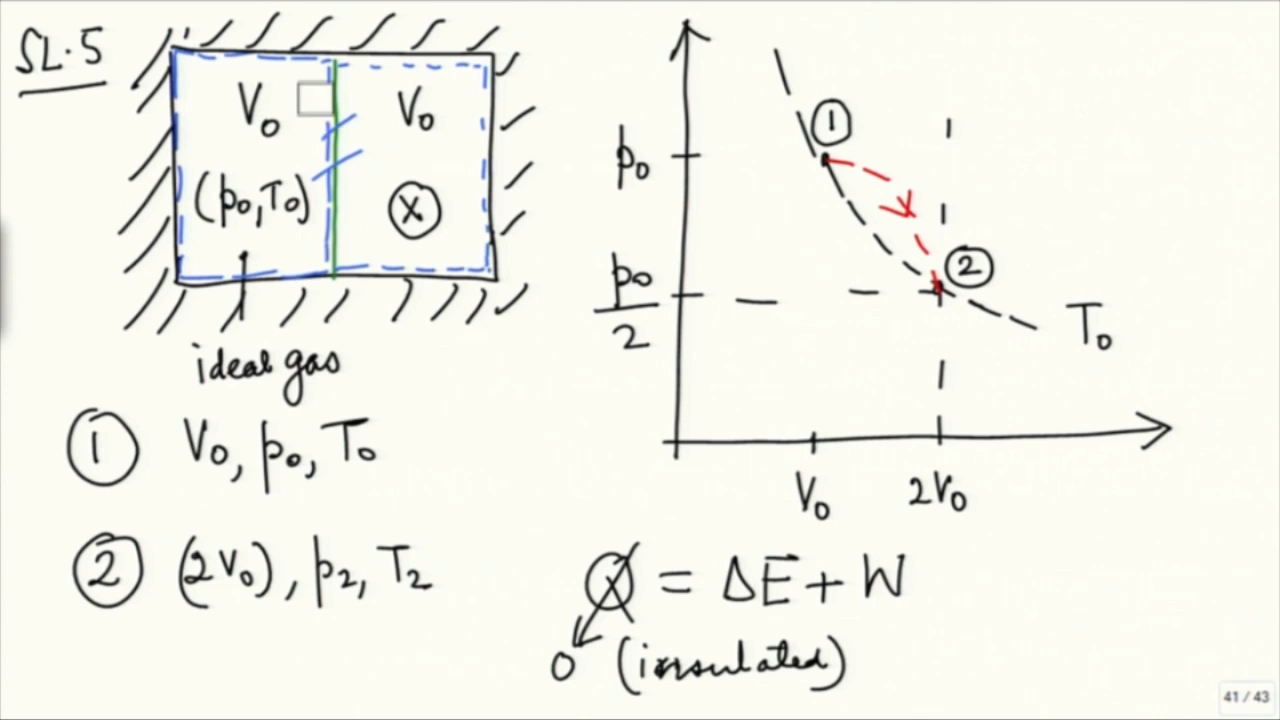 SL.5
V₀ V₀
(p₀,T₀) X
ideal gas
1 V₀, p₀, T₀
2 (2V₀), p₂, T₂
1
p₀
2
p₀/2
T₀
V₀ 2V₀
Q = ΔE + W
0 (insulated)
41 / 43